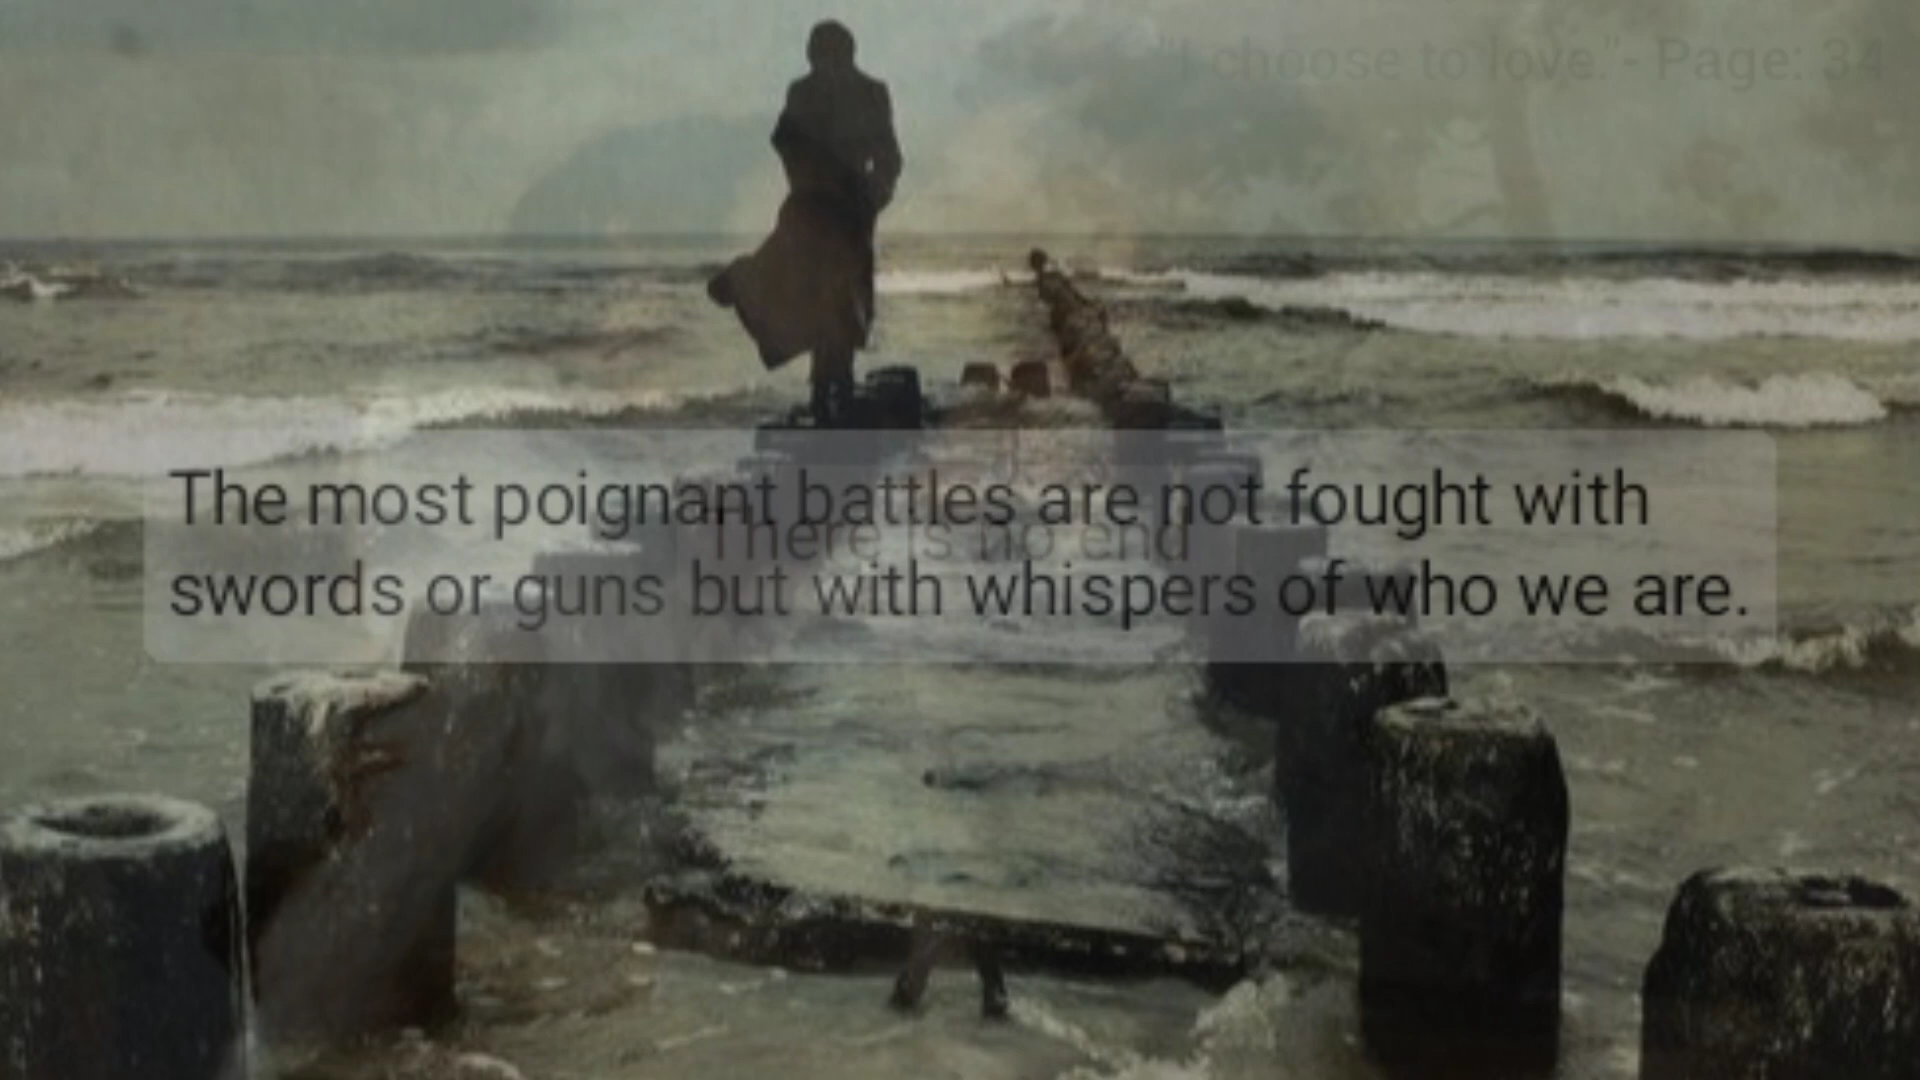 "I choose to love."- Page: 34
The most poignant battles are not fought with
There is no end
swords or guns but with whispers of who we are.